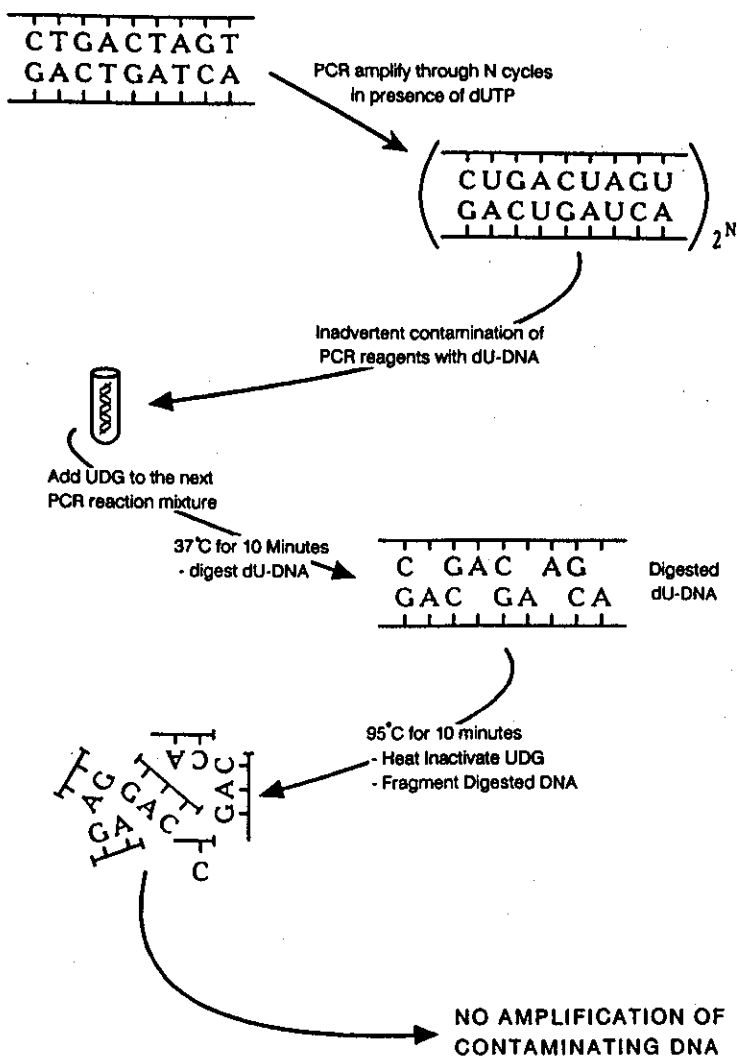 CTGACTAGT
GACTGATCA
PCR amplify through N cycles
in presence of dUTP
CUGACUAGU
GACUGAUCA
2N
Inadvertent contamination of
PCR reagents with dU-DNA
Add UDG to the next
PCR reaction mixture
37°C for 10 Minutes
- digest dU-DNA
C GAC AG
GAC GA CA
Digested
dU-DNA
95°C for 10 minutes
- Heat Inactivate UDG
- Fragment Digested DNA
CA
C
GAC
GAC
AG
GA
C
NO AMPLIFICATION OF
CONTAMINATING DNA